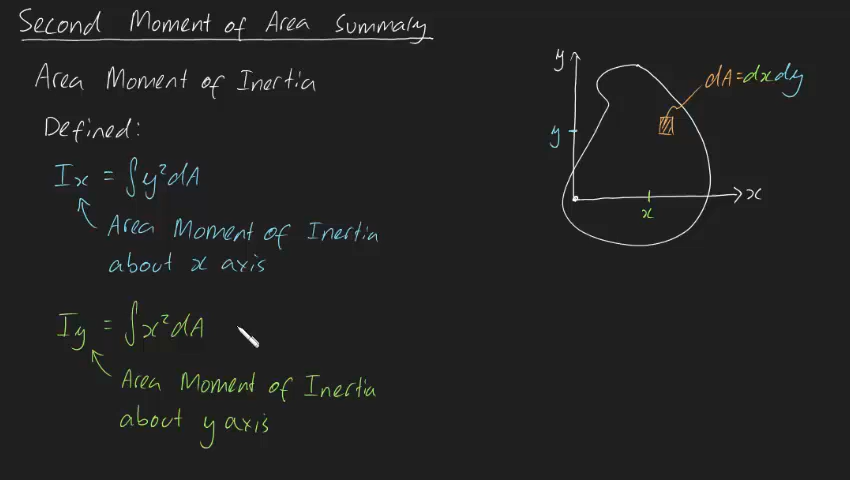 Second Moment of Area Summary
Area Moment of Inertia
Defined:
Ix = ∫y²dA
Area Moment of Inertia
about x axis
Iy = ∫x²dA
Area Moment of Inertia
about y axis
y
dA=dxdy
y
x
x